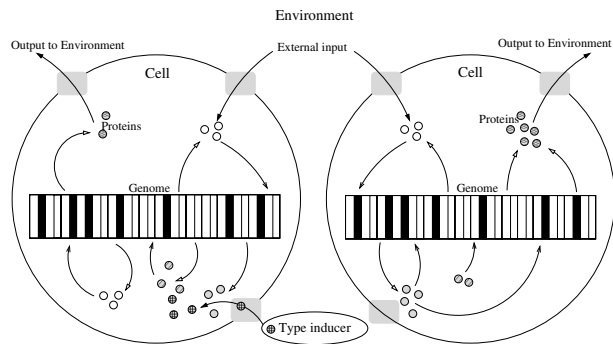 Environment
Output to Environment
External input
Output to Environment
Cell
Cell
Proteins
Proteins
Genome
Genome
Type inducer